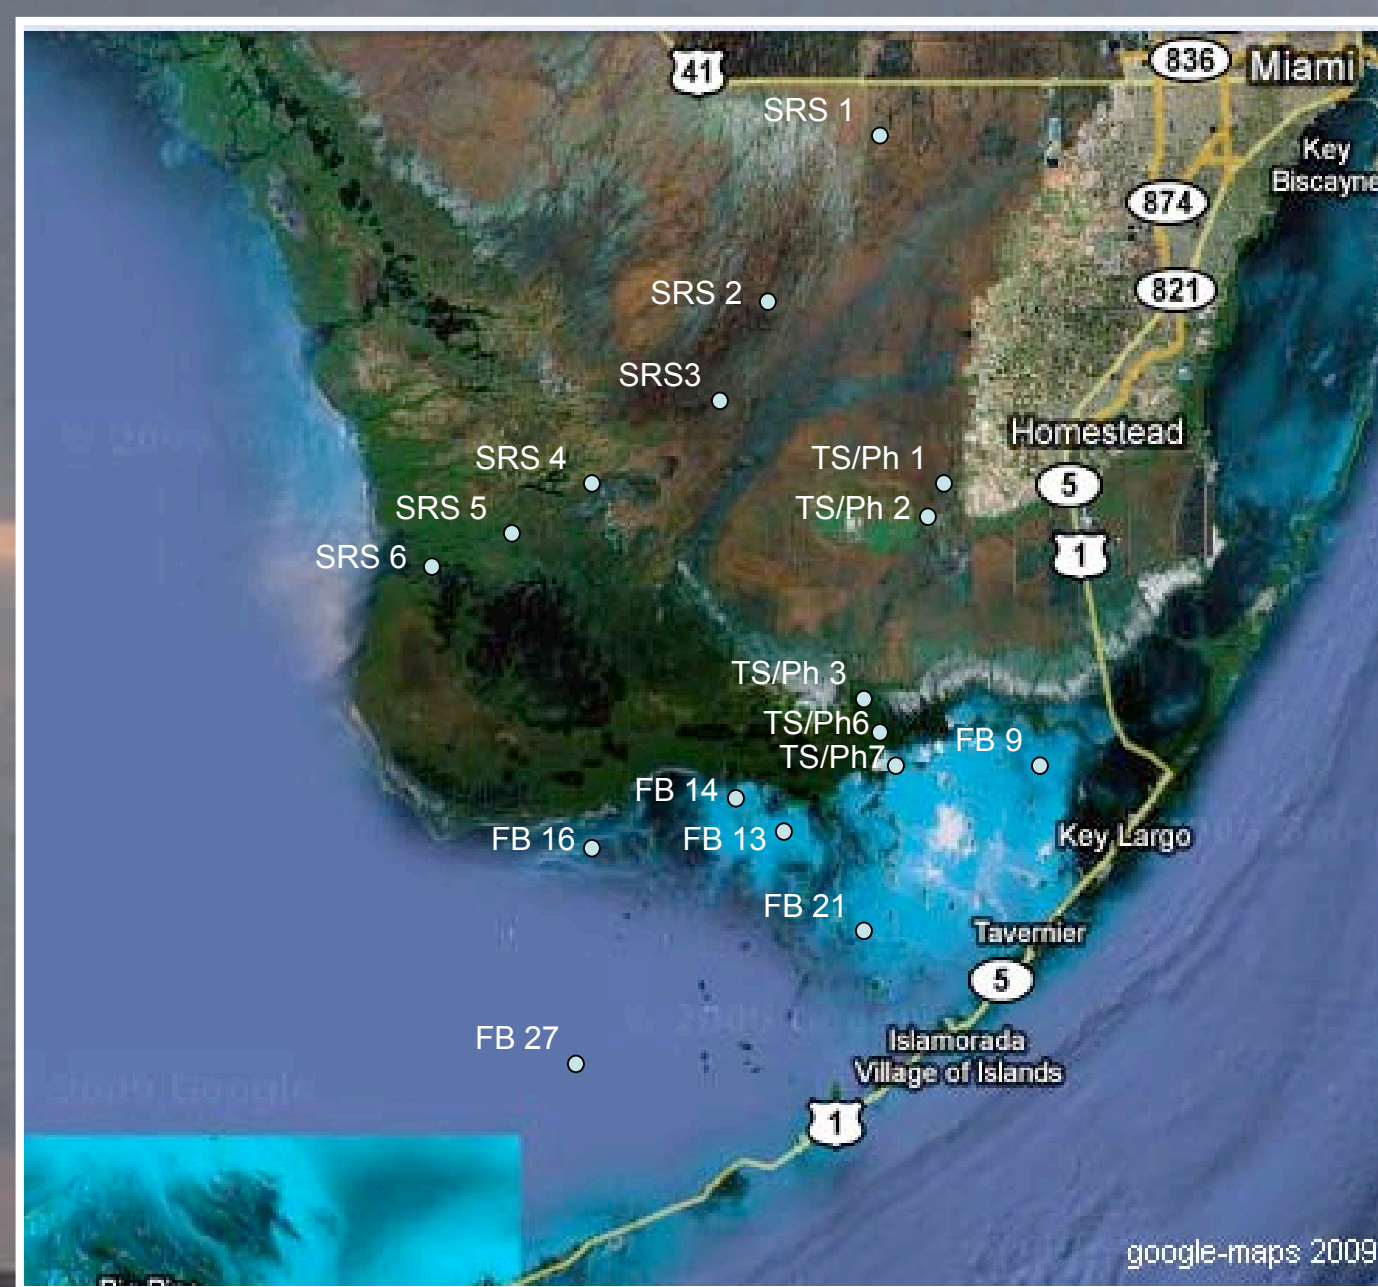 836
Miami
41
SRS 1
Key
Biscayne
874
SRS 2
821
SRS3
Homestead
SRS 4
TS/Ph 1
5
SRS 5
TS/Ph 2
SRS 6
1
TS/Ph 3
TS/Ph6
FB 9
TS/Ph7
FB 14
FB 16
FB 13
Key Largo
FB 21
Tavernier
5
FB 27
Islamorada
Village of Islands
2009 Google
1
google-maps 2009